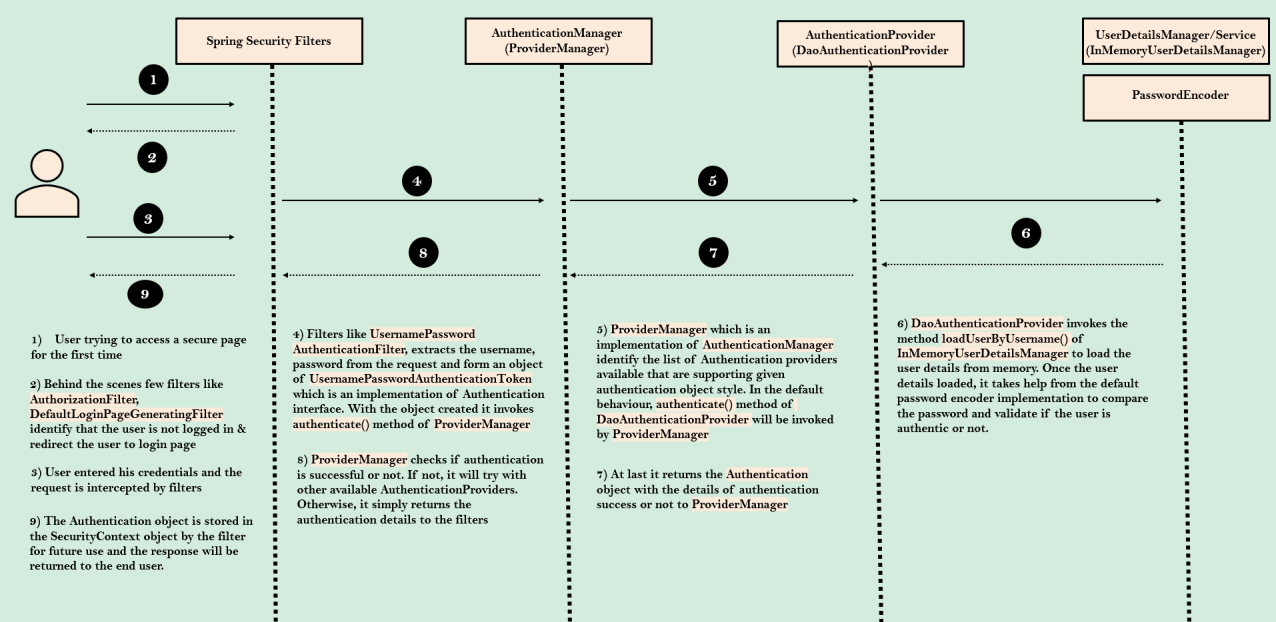 Spring Security Filters
AuthenticationManager
(ProviderManager)
AuthenticationProvider
(DaoAuthenticationProvider
)
UserDetailsManager/Service
(InMemoryUserDetailsManager)
PasswordEncoder
1
2
3
4
5
6
7
8
9
1) User trying to access a secure page
for the first time
2) Behind the scenes few filters like
AuthorizationFilter,
DefaultLoginPageGeneratingFilter
identify that the user is not logged in &
redirect the user to login page
3) User entered his credentials and the
request is intercepted by filters
9) The Authentication object is stored in
the SecurityContext object by the filter
for future use and the response will be
returned to the end user.
4) Filters like UsernamePassword
AuthenticationFilter, extracts the username,
password from the request and form an object
of UsernamePasswordAuthenticationToken
which is an implementation of Authentication
interface. With the object created it invokes
authenticate() method of ProviderManager
8) ProviderManager checks if authentication
is successful or not. If not, it will try with
other available AuthenticationProviders.
Otherwise, it simply returns the
authentication details to the filters
5) ProviderManager which is an
implementation of AuthenticationManager
identify the list of Authentication providers
available that are supporting given
authentication object style. In the default
behaviour, authenticate() method of
DaoAuthenticationProvider will be invoked
by ProviderManager
7) At last it returns the Authentication
object with the details of authentication
success or not to ProviderManager
6) DaoAuthenticationProvider invokes the
method loadUserByUsername() of
InMemoryUserDetailsManager to load the
user details from memory. Once the user
details loaded, it takes help from the default
password encoder implementation to compare
the password and validate if the user is
authentic or not.